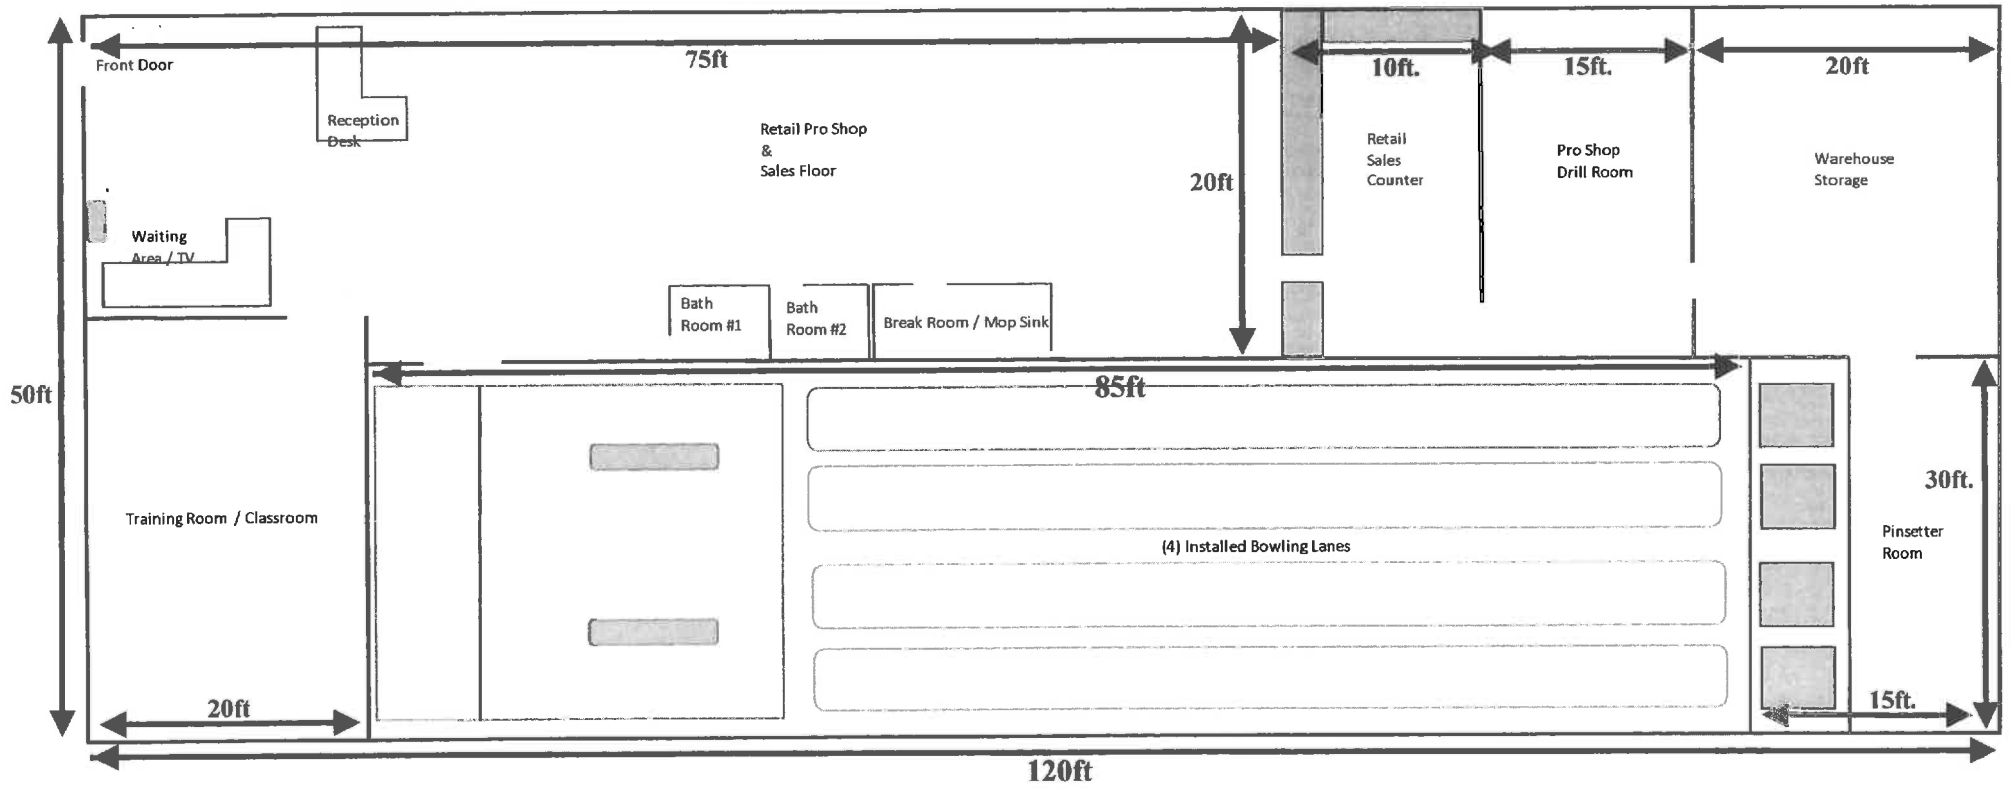 75ft
Front Door
10ft.
15ft.
20ft
Reception
Desk
Retail Pro Shop
&
Sales Floor
20ft
Retail
Sales
Counter
Pro Shop
Drill Room
Warehouse
Storage
Waiting
Area / TV
Bath
Room #1
Bath
Room #2
Break Room / Mop Sink
50ft
85ft
30ft.
Training Room / Classroom
(4) Installed Bowling Lanes
Pinsetter
Room
20ft
15ft.
120ft